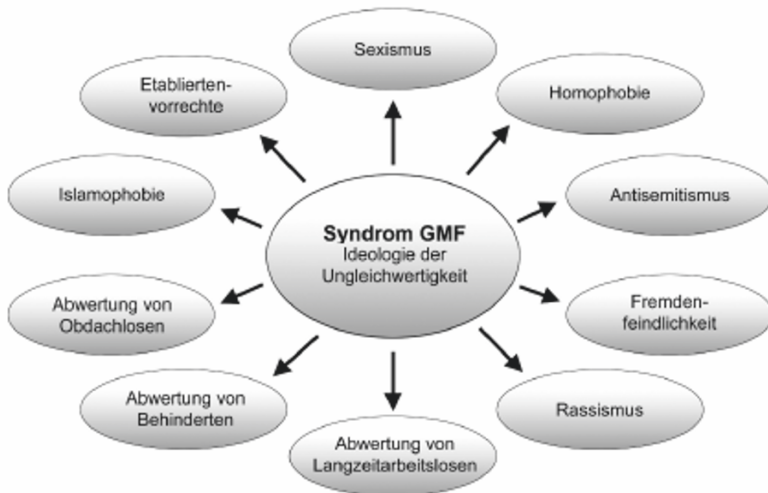 Sexismus
Etablierten-
vorrechte
Homophobie
Islamophobie
Antisemitismus
Syndrom GMF
Ideologie der
Ungleichwertigkeit
Abwertung von
Obdachlosen
Fremden-
feindlichkeit
Abwertung von
Behinderten
Rassismus
Abwertung von
Langzeitarbeitslosen